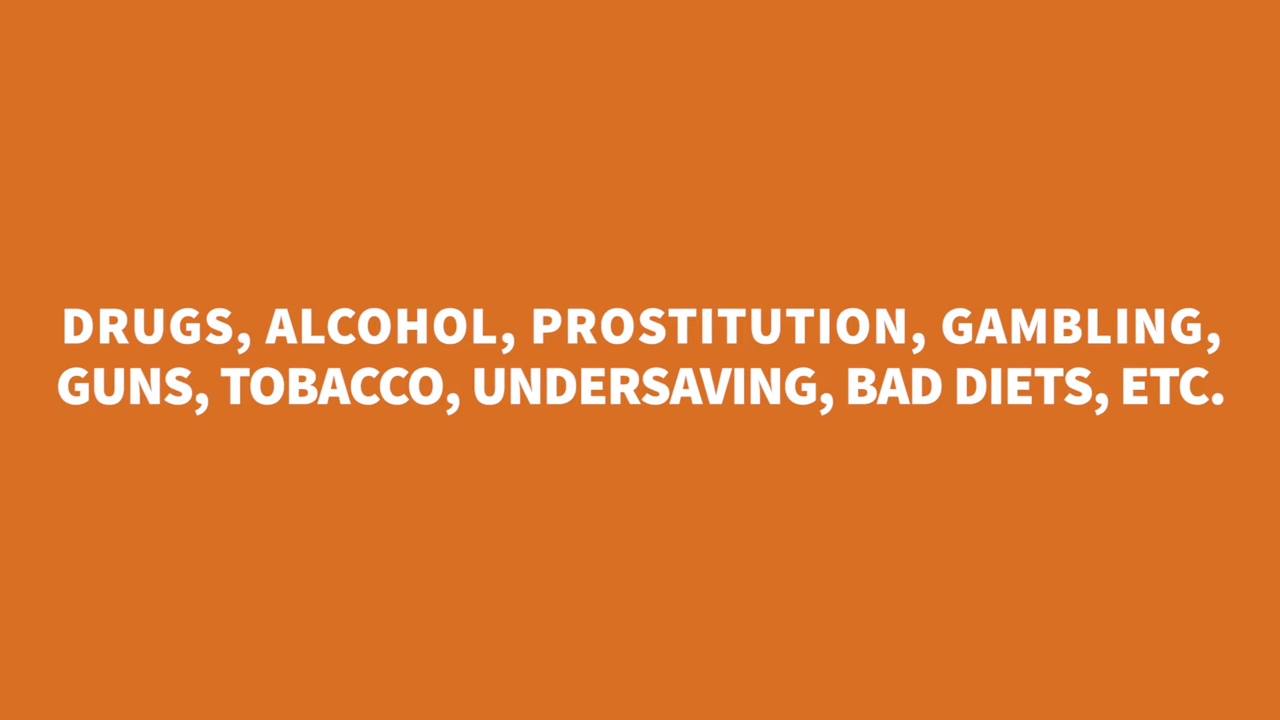 DRUGS, ALCOHOL, PROSTITUTION, GAMBLING,
GUNS, TOBACCO, UNDERSAVING, BAD DIETS, ETC.